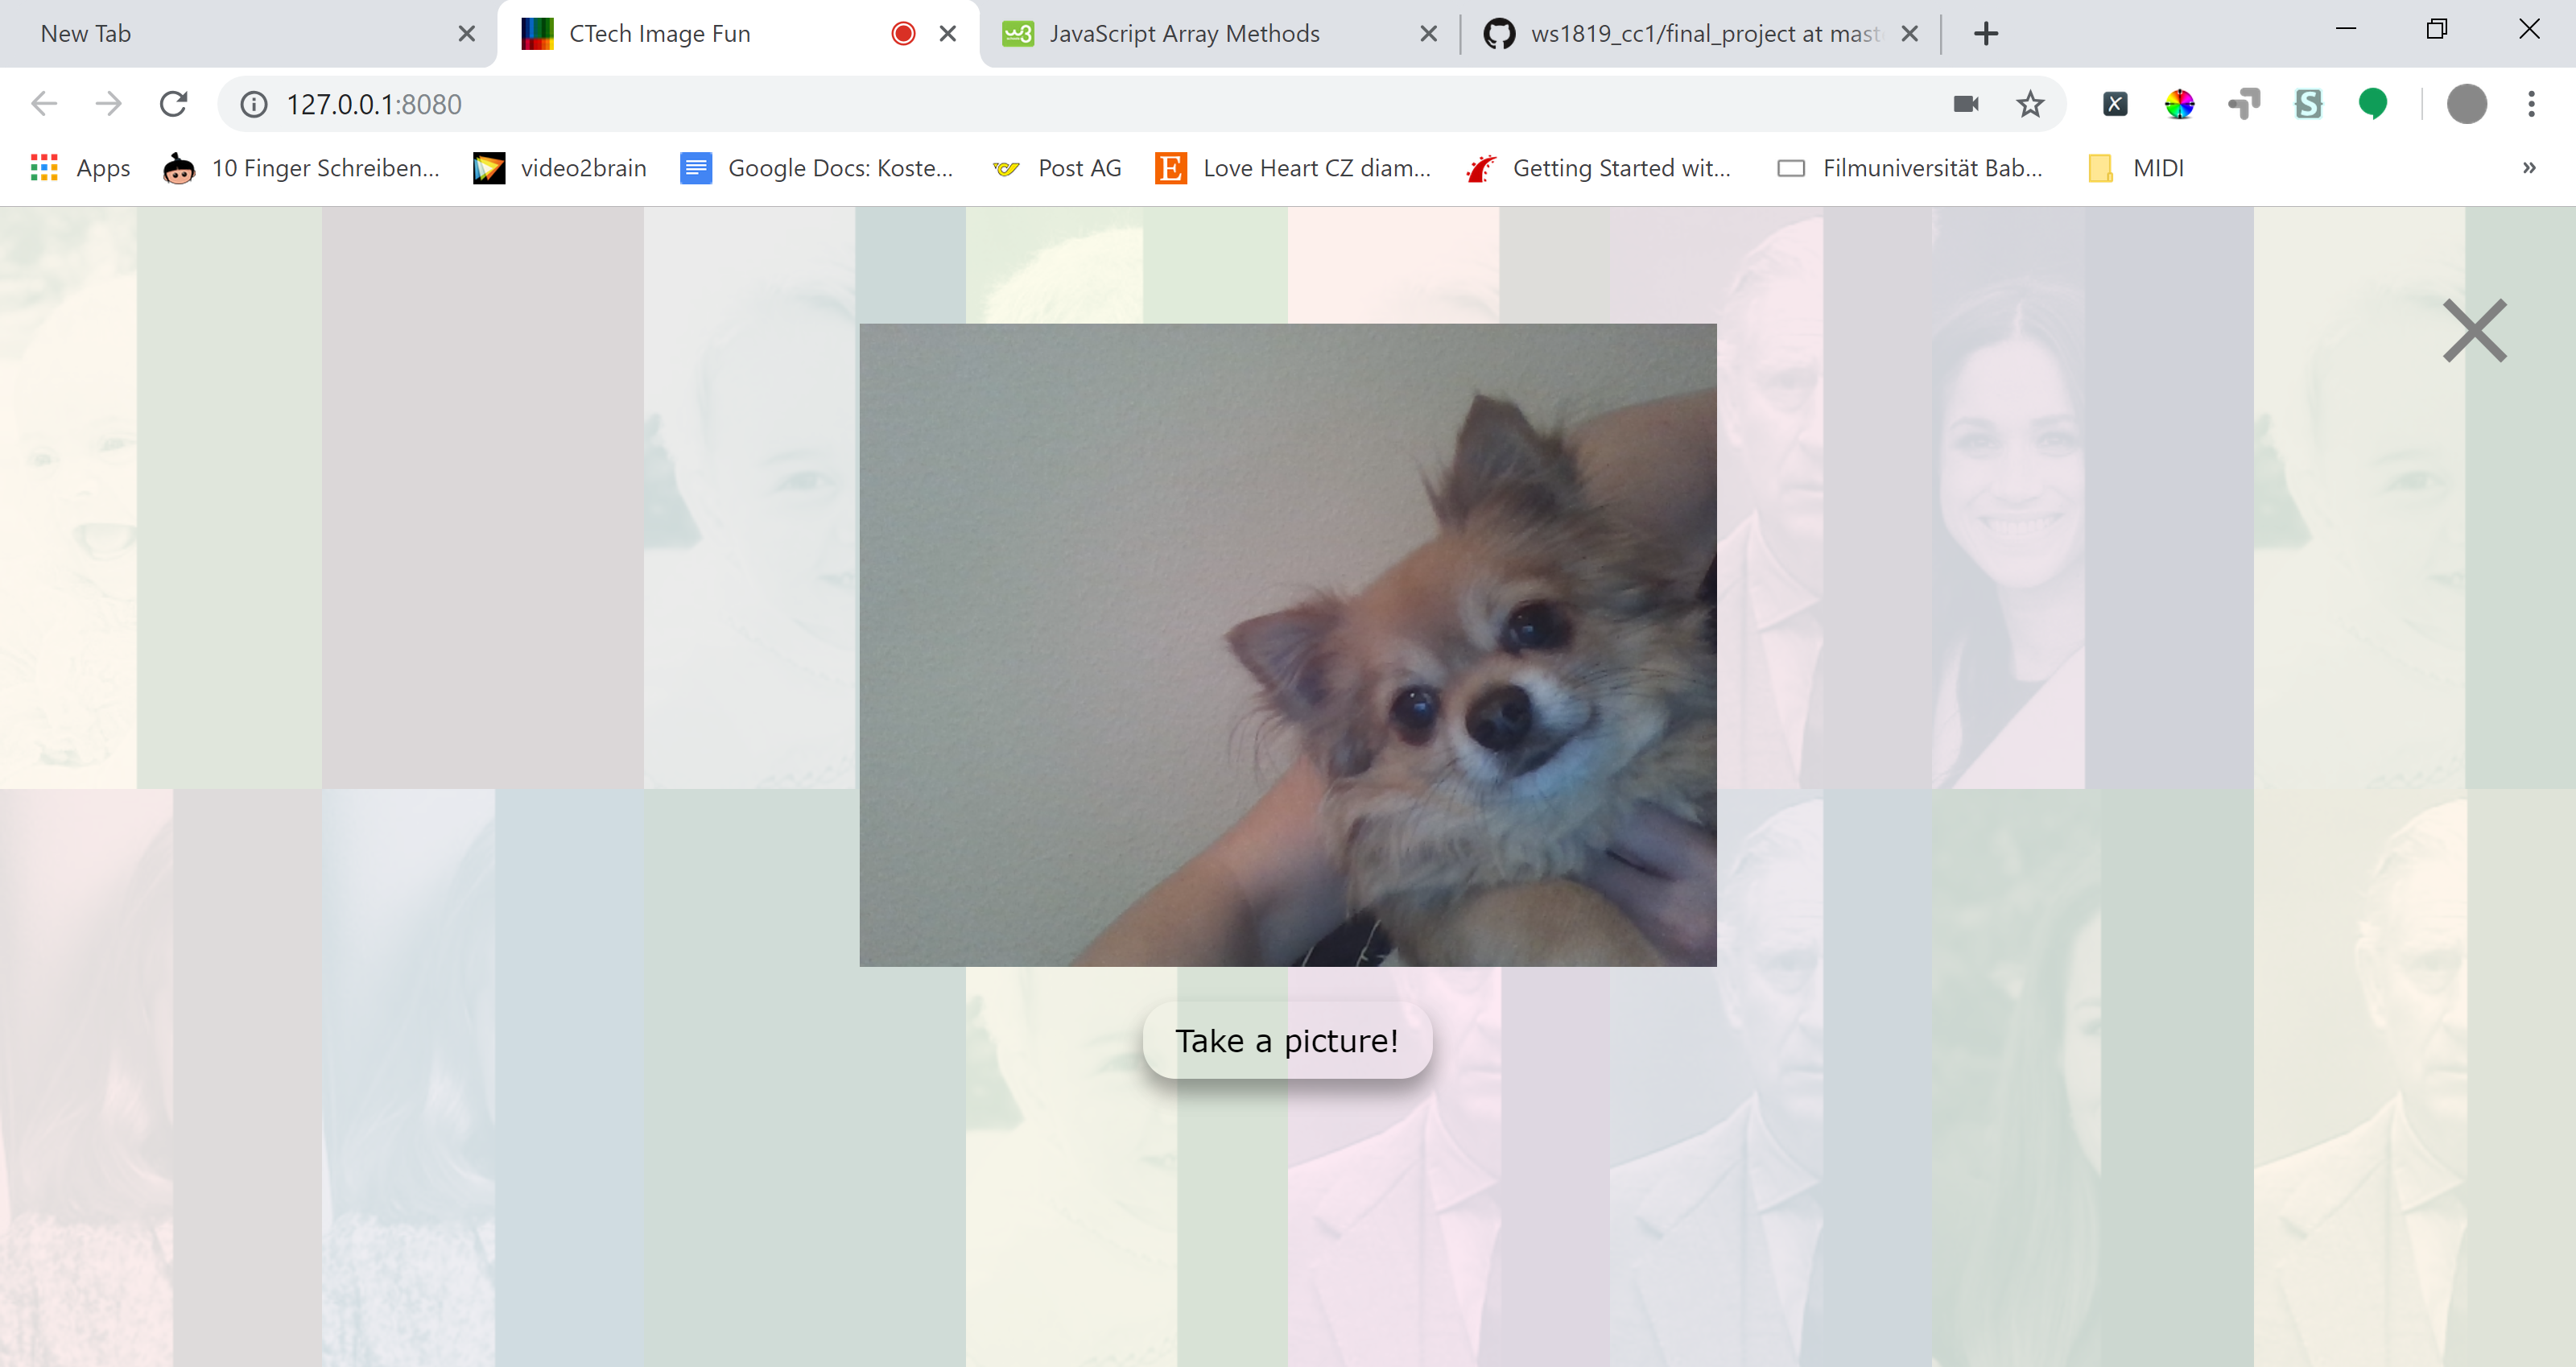 New Tab
CTech Image Fun
JavaScript Array Methods
ws1819_cc1/final_project at mast
127.0.0.1:8080
Apps
10 Finger Schreiben...
video2brain
Google Docs: Koste...
Post AG
E
Love Heart CZ diam...
Getting Started wit...
Filmuniversität Bab...
MIDI
»
Take a picture!